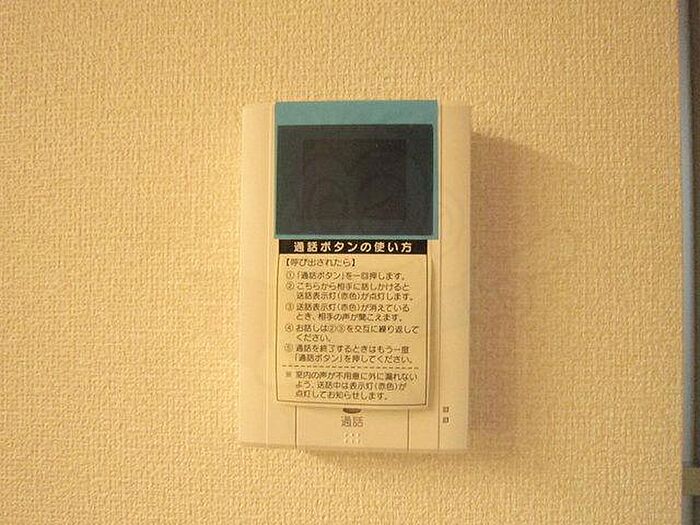 通話ボタンの使い方
【呼び出されたら】
①「通話ボタン」を一回押します。
②こちらから相手に話しかけると
送話表示灯(赤色)が点灯します。
③送話表示灯(赤色)が消えている
とき、相手の声が聞こえます。
④お話しは②③を交互に繰り返して
ください。
⑤通話を終了するときはもう一度
「通話ボタン」を押してください。
※室内の声が不用意に外に漏れない
よう、送話中は表示灯(赤色)が
点灯してお知らせします。
通話